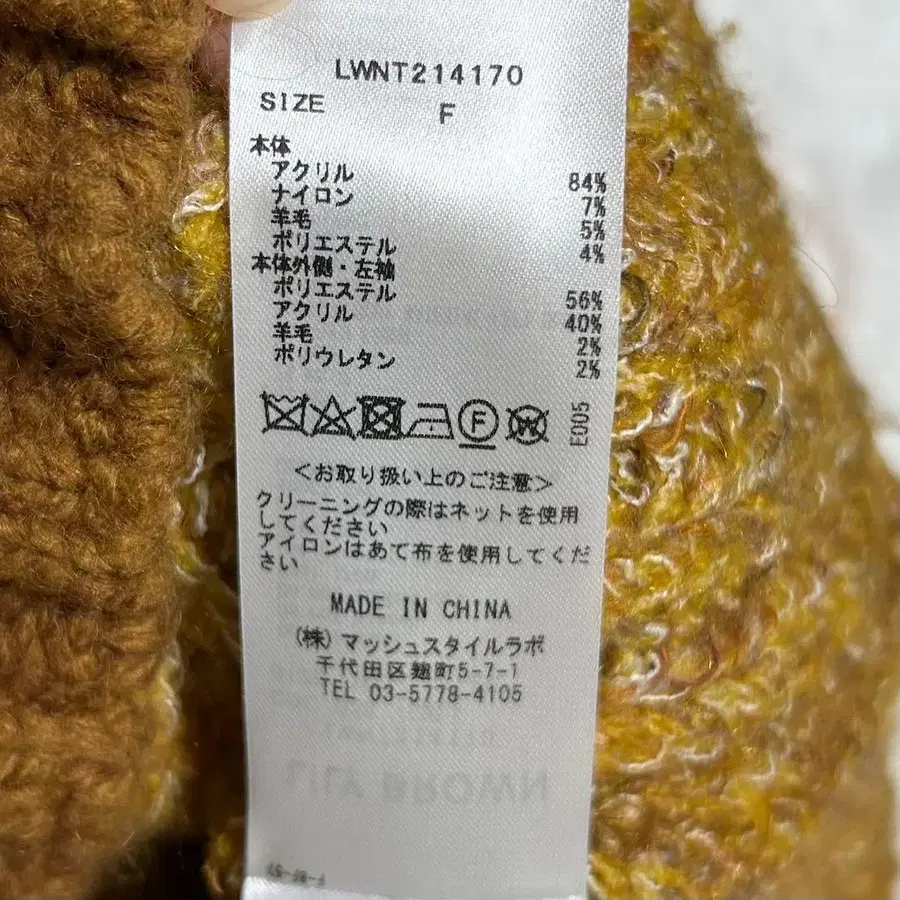 LWNT214170
SIZE F
本体
アクリル 84%
ナイロン 7%
羊毛 5%
ポリエステル 4%
本体外側・左袖
ポリエステル 56%
アクリル 40%
羊毛 2%
ポリウレタン 2%
F W E005
<お取り扱い上のご注意>
クリーニングの際はネットを使用
してください
アイロンはあて布を使用してくだ
さい
MADE IN CHINA
(株)マッシュスタイルラボ
千代田区麹町5-7-1
TEL 03-5778-4105
LILY BROWN